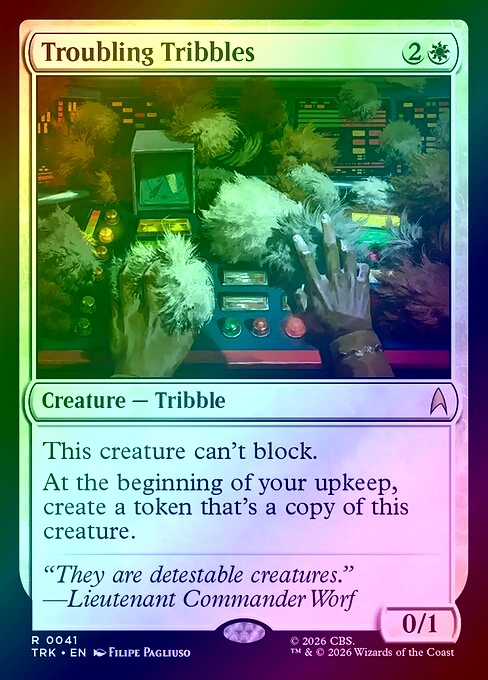 Troubling Tribbles 2
Creature — Tribble
This creature can't block.
At the beginning of your upkeep,
create a token that's a copy of this
creature.
"They are detestable creatures."
—Lieutenant Commander Worf
0/1
R 0041
TRK • EN Filipe Pagliuso
© 2026 CBS.
™ & © 2026 Wizards of the Coast